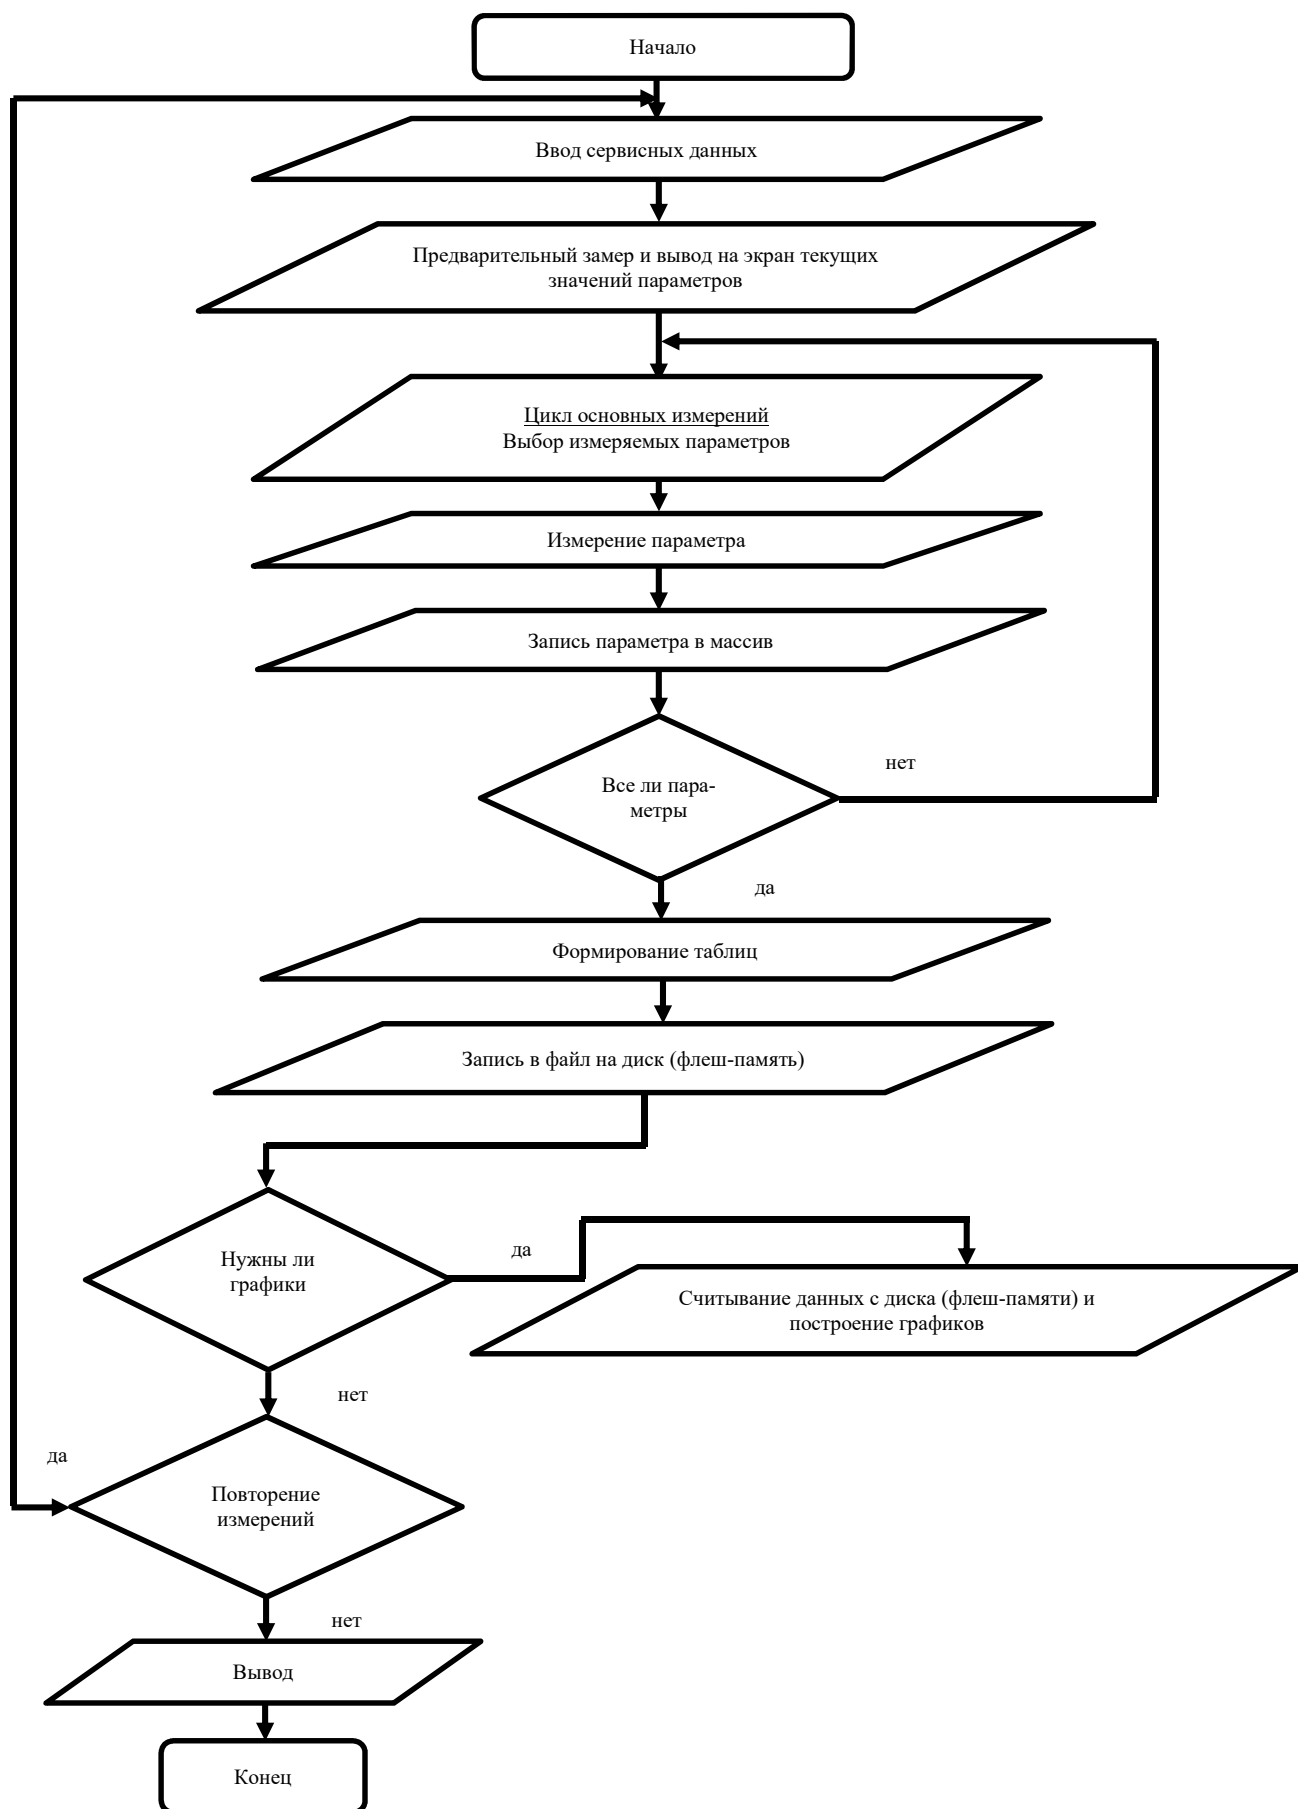 Начало
Ввод сервисных данных
Предварительный замер и вывод на экран текущих
значений параметров
Цикл основных измерений
Выбор измеряемых параметров
Измерение параметра
Запись параметра в массив
нет
Все ли пара-
метры
да
Формирование таблиц
Запись в файл на диск (флеш-память)
Нужны ли
графики
да
Считывание данных с диска (флеш-памяти) и
построение графиков
нет
да
Повторение
измерений
нет
Вывод
Конец